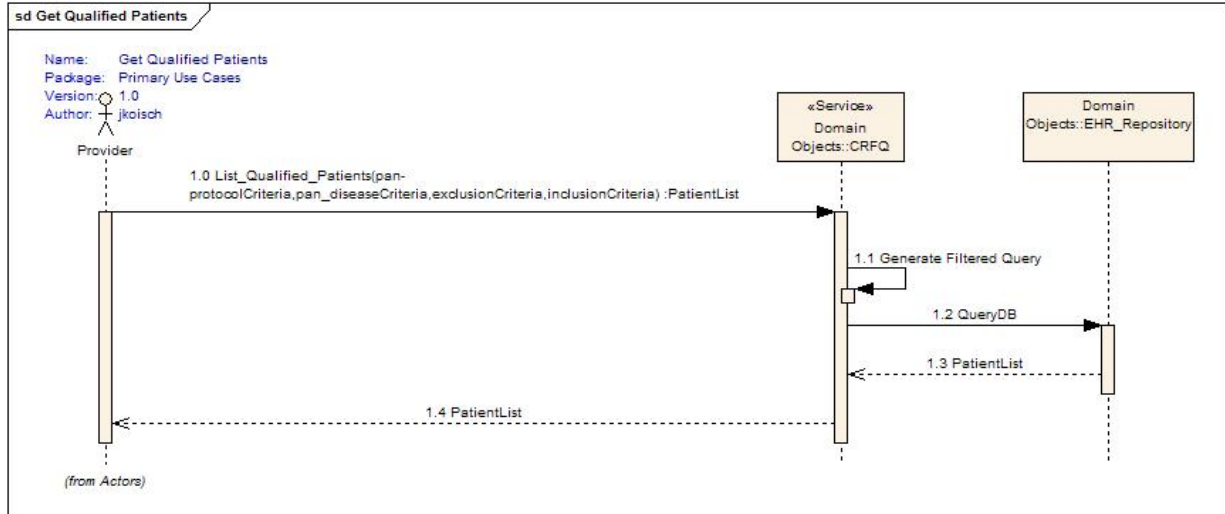 sd Get Qualified Patients
Name: Get Qualified Patients
Package: Primary Use Cases
Version: 1.0
Author: jkoisch
Provider
«Service»
Domain
Objects::CRFQ
Domain
Objects::EHR_Repository
1.0 List_Qualified_Patients(pan-
protocolCriteria,pan_diseaseCriteria,exclusionCriteria,inclusionCriteria) :PatientList
1.1 Generate Filtered Query
1.2 QueryDB
1.3 PatientList
1.4 PatientList
(from Actors)